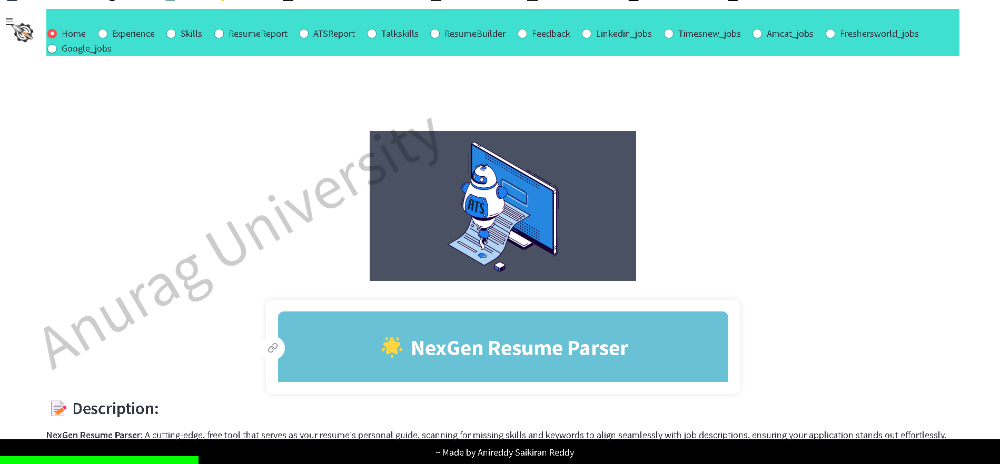 Home Experience Skills ResumeReport ATSReport Talkskills ResumeBuilder Feedback Linkedin_jobs Timesnew_jobs Amcat_jobs Freshersworld_jobs
Google_jobs
Anurag University
ATS
NexGen Resume Parser
Description:
NexGen Resume Parser: A cutting-edge, free tool that serves as your resume's personal guide, scanning for missing skills and keywords to align seamlessly with job descriptions, ensuring your application stands out effortlessly.
~ Made by Anireddy Saikiran Reddy